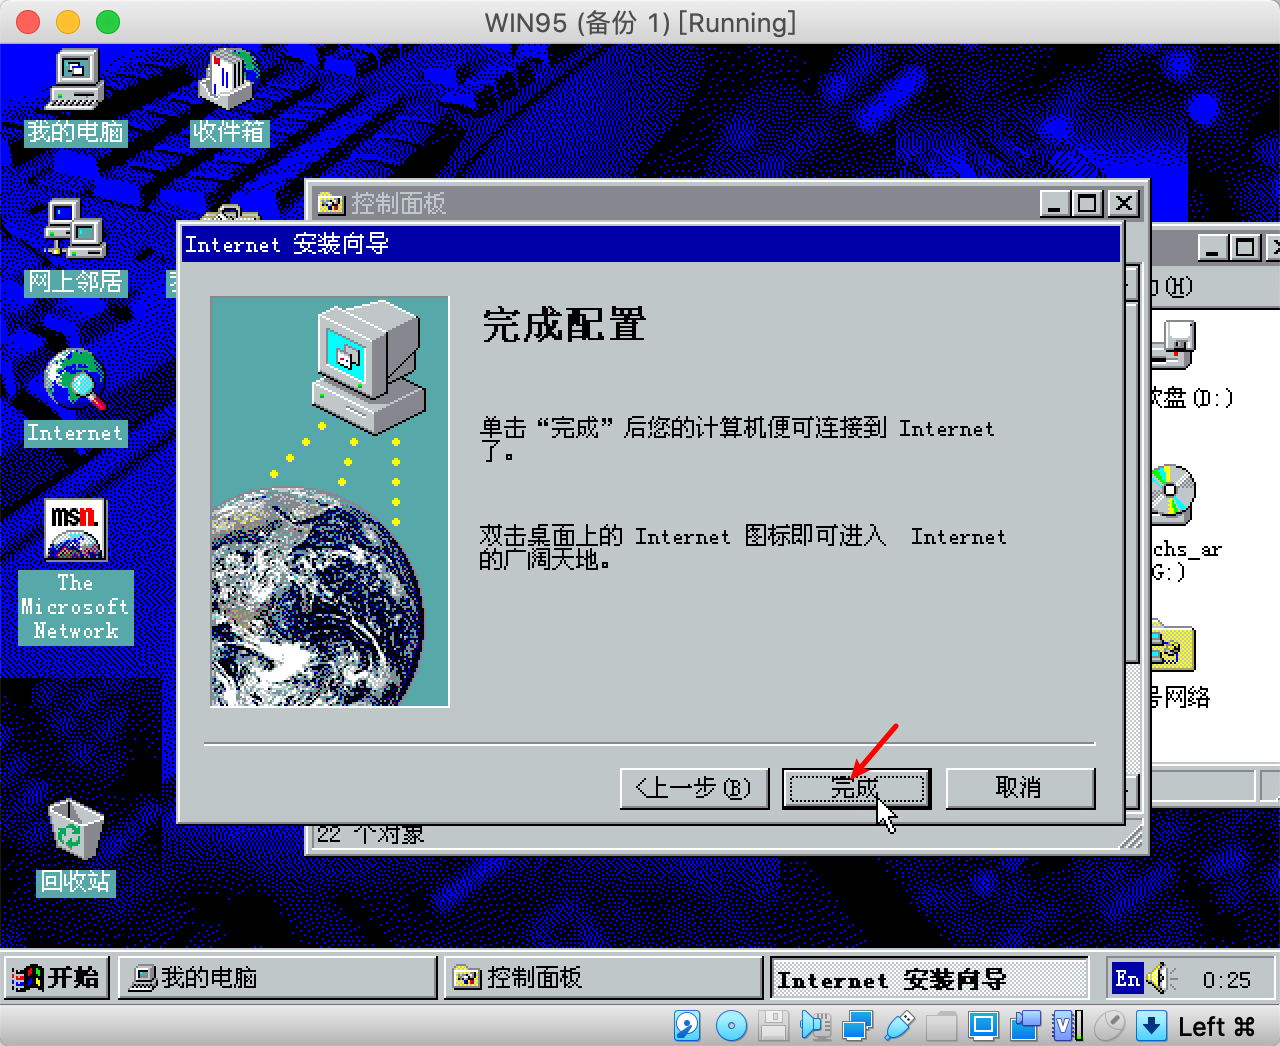 WIN95 (备份 1) [Running]
我的电脑
收件箱
控制面板
网上邻居
Internet 安装向导
(H)
完成配置
软盘 (D:)
Internet
单击“完成”后您的计算机便可连接到 Internet
了。
msn.
双击桌面上的 Internet 图标即可进入 Internet
的广阔天地。
chs_ar
G:)
The
Microsoft
Network
号网络
<上一步(B)
完成
取消
22 个对象
回收站
开始
我的电脑
控制面板
Internet 安装向导
En
0:25
V
Left ⌘